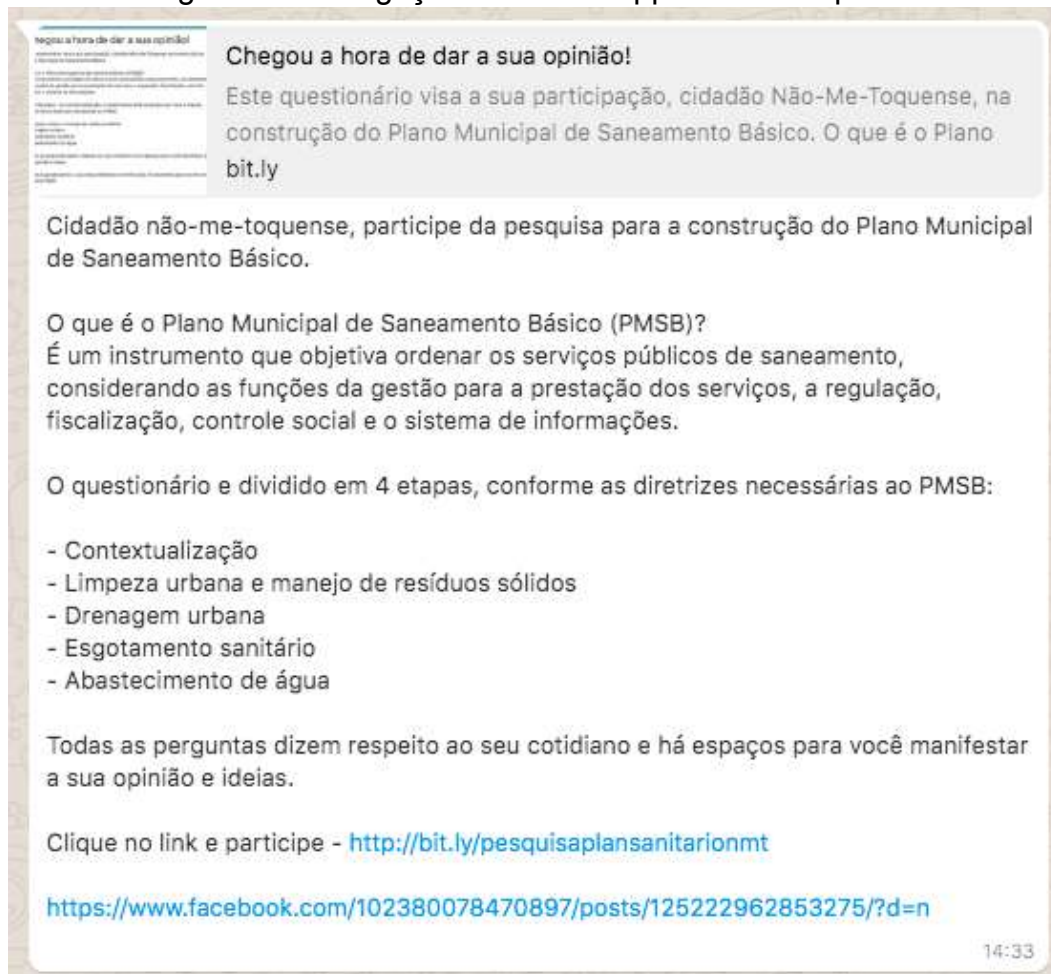 Chegou a hora de dar a sua opinião!
Este questionário visa a sua participação, cidadão Não-Me-Toquense, na
construção do Plano Municipal de Saneamento Básico. O que é o Plano
bit.ly
Cidadão não-me-toquense, participe da pesquisa para a construção do Plano Municipal
de Saneamento Básico.
O que é o Plano Municipal de Saneamento Básico (PMSB)?
É um instrumento que objetiva ordenar os serviços públicos de saneamento,
considerando as funções da gestão para a prestação dos serviços, a regulação,
fiscalização, controle social e o sistema de informações.
O questionário e dividido em 4 etapas, conforme as diretrizes necessárias ao PMSB:
- Contextualização
- Limpeza urbana e manejo de resíduos sólidos
- Drenagem urbana
- Esgotamento sanitário
- Abastecimento de água
Todas as perguntas dizem respeito ao seu cotidiano e há espaços para você manifestar
a sua opinião e ideias.
Clique no link e participe - http://bit.ly/pesquisaplansanitarionmt
https://www.facebook.com/102380078470897/posts/125222962853275/?d=n
14:33